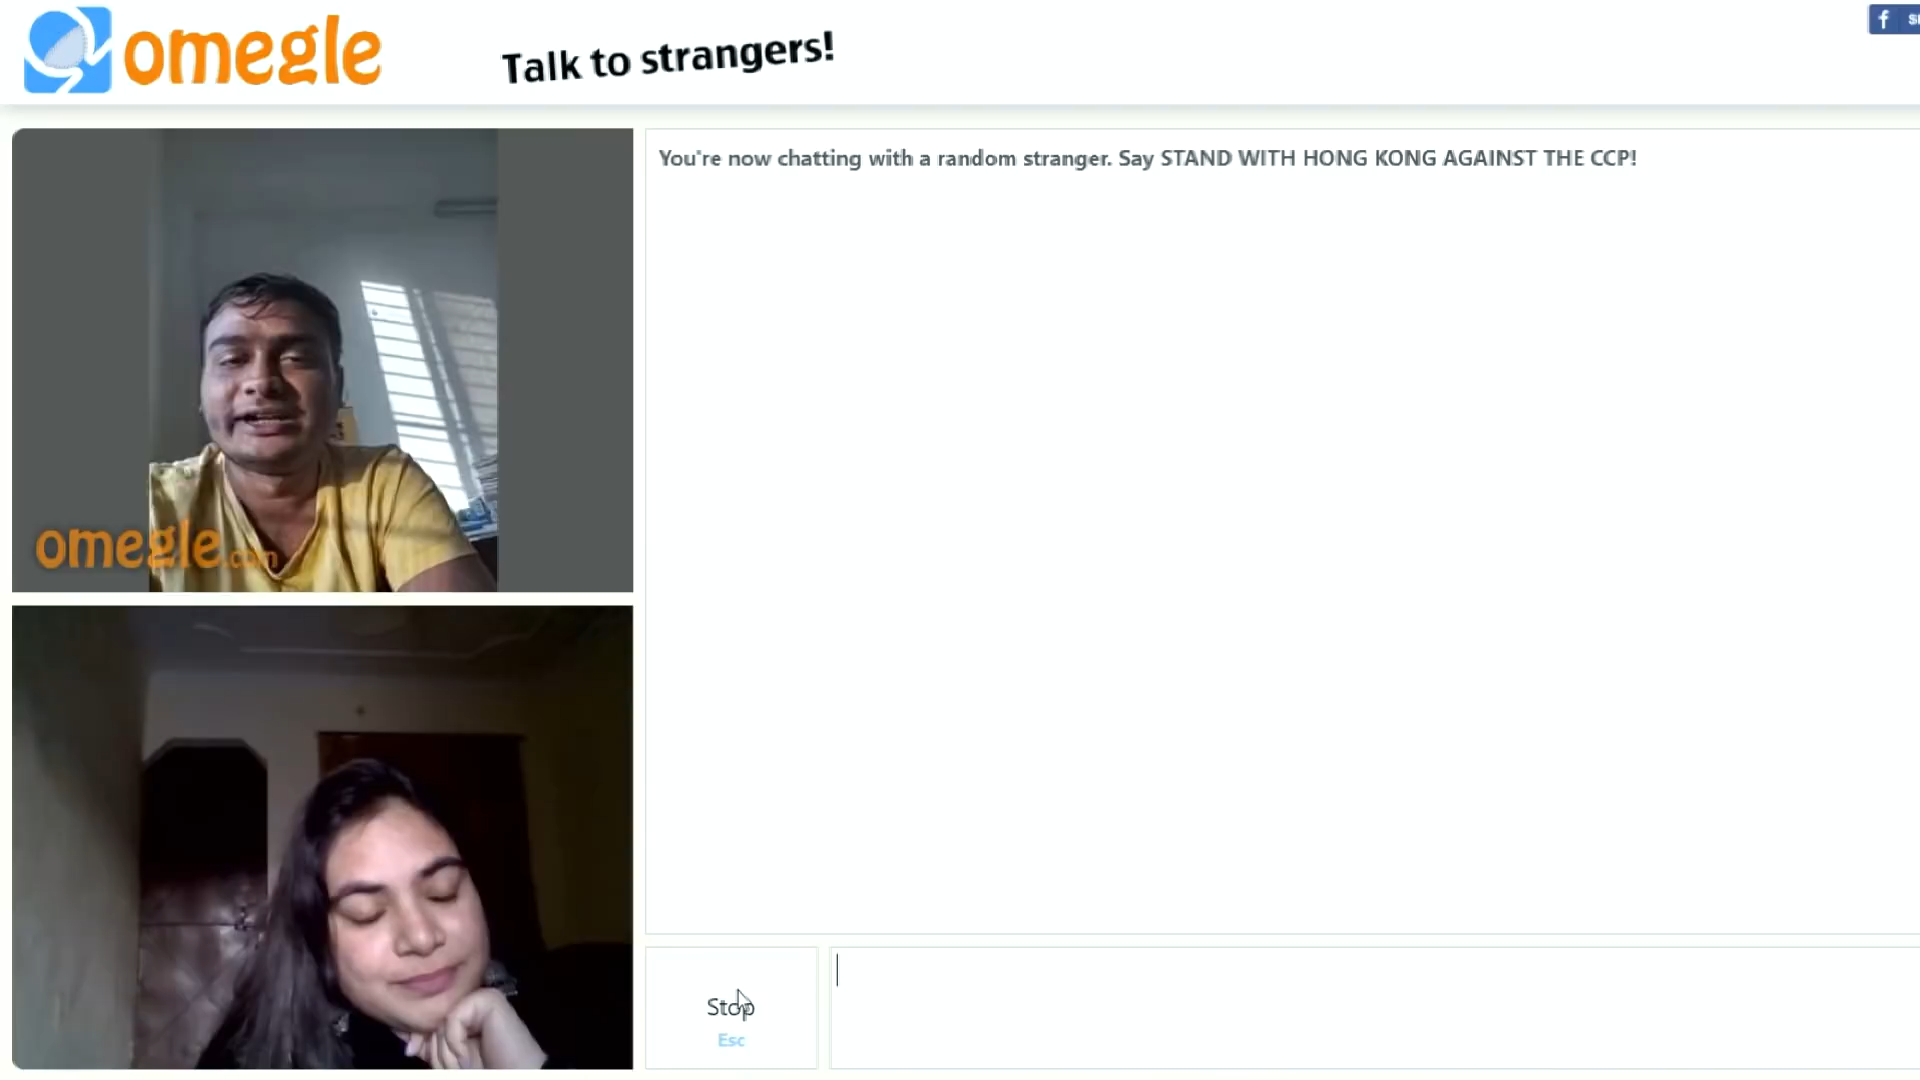 omegle
Talk to strangers!
You're now chatting with a random stranger. Say STAND WITH HONG KONG AGAINST THE CCP!
omegle.com
Stop
Esc